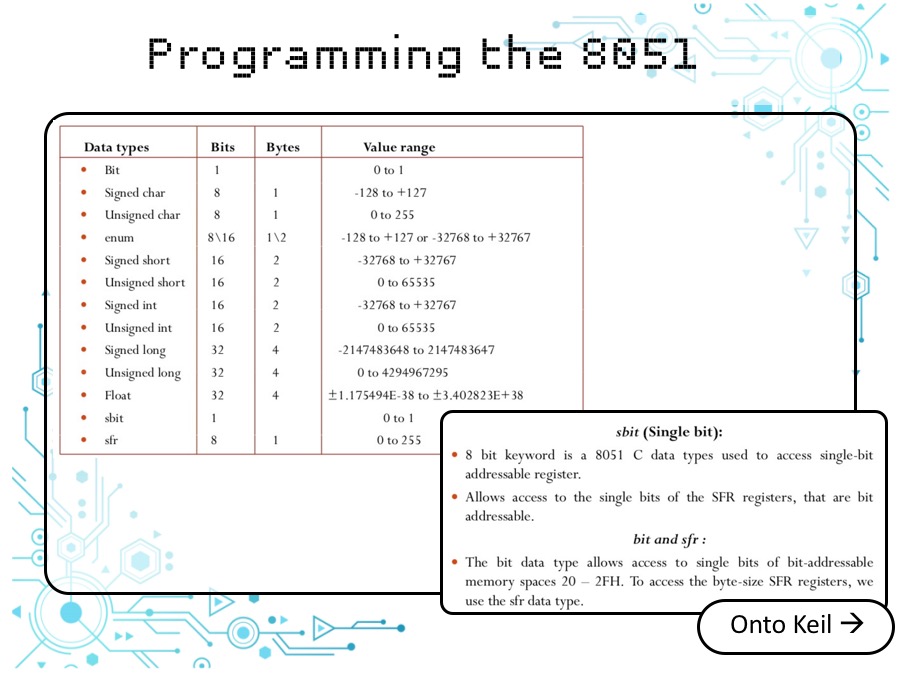 Programming the 8051
Data types Bits Bytes Value range
• Bit 1 0 to 1
• Signed char 8 1 -128 to +127
• Unsigned char 8 1 0 to 255
• enum 8\16 1\2 -128 to +127 or -32768 to +32767
• Signed short 16 2 -32768 to +32767
• Unsigned short 16 2 0 to 65535
• Signed int 16 2 -32768 to +32767
• Unsigned int 16 2 0 to 65535
• Signed long 32 4 -2147483648 to 2147483647
• Unsigned long 32 4 0 to 4294967295
• Float 32 4 ±1.175494E-38 to ±3.402823E+38
• sbit 1 0 to 1
• sfr 8 1 0 to 255
sbit (Single bit):
• 8 bit keyword is a 8051 C data types used to access single-bit
addressable register.
• Allows access to the single bits of the SFR registers, that are bit
addressable.
bit and sfr :
• The bit data type allows access to single bits of bit-addressable
memory spaces 20 – 2FH. To access the byte-size SFR registers, we
use the sfr data type.
Onto Keil →